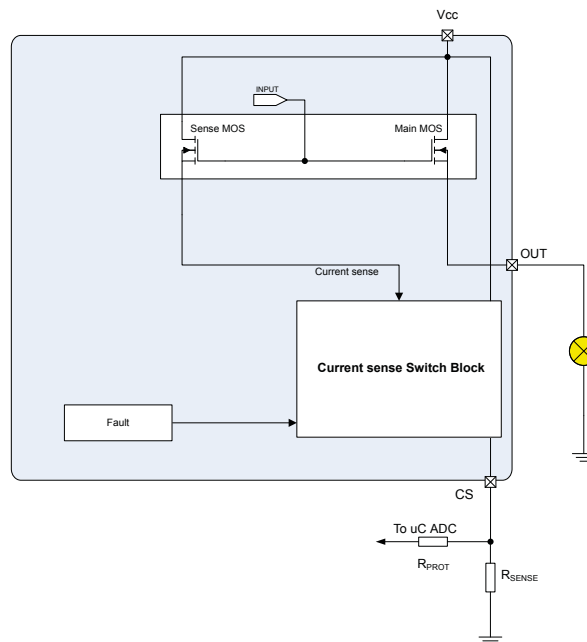 Vcc
INPUT
Sense MOS
Main MOS
OUT
Current sense
Current sense Switch Block
Fault
CS
To uC ADC
RPROT
RSENSE